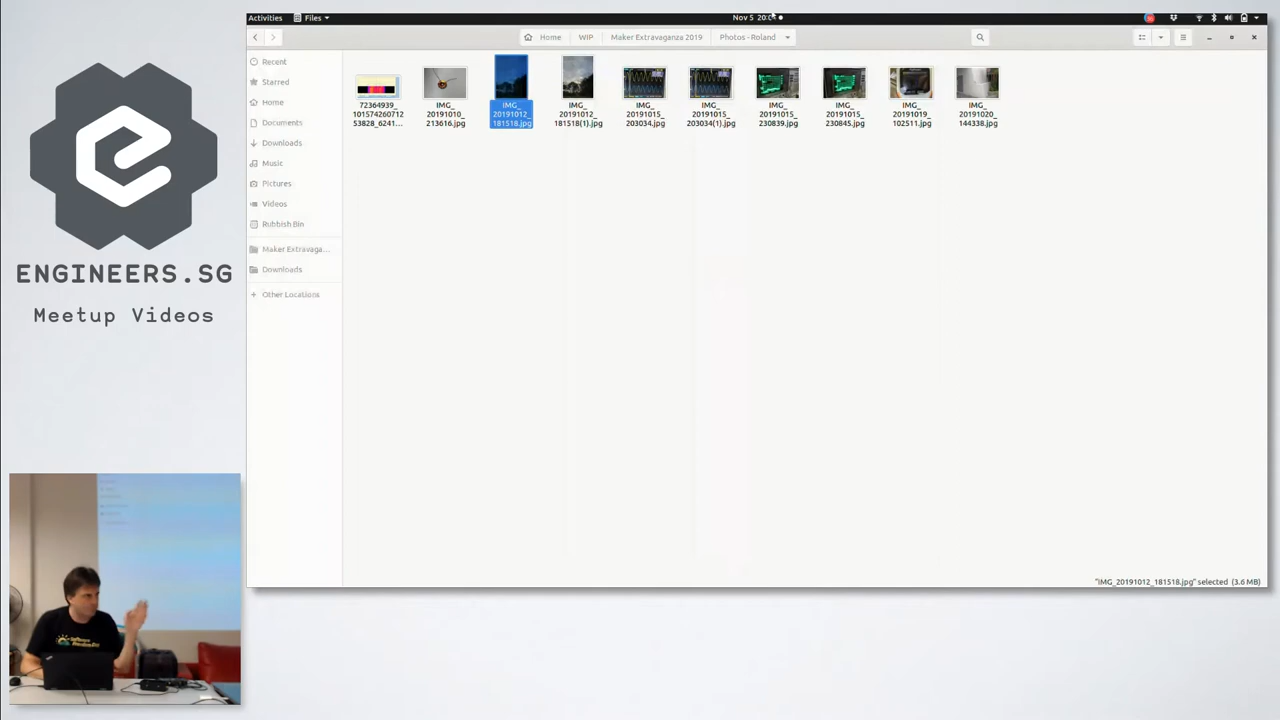 Activities
Files
Nov 5
Home
WIP
Maker Extravaganza 2019
Photos - Roland
Recent
Starred
Home
Documents
Downloads
Music
Pictures
Videos
Rubbish Bin
Maker Extravaga...
Downloads
Other Locations
72364939_
101574260712
53828_6241...
IMG_
20191010_
213616.jpg
IMG_
20191012_
181518.jpg
IMG_
20191012_
181518(1).jpg
IMG_
20191015_
203034.jpg
IMG_
20191015_
203034(1).jpg
IMG_
20191015_
230839.jpg
IMG_
20191015_
230845.jpg
IMG_
20191019_
102511.jpg
IMG_
20191020_
144338.jpg
"IMG_20191012_181518.jpg" selected (3.6 MB)
ENGINEERS.SG
Meetup Videos